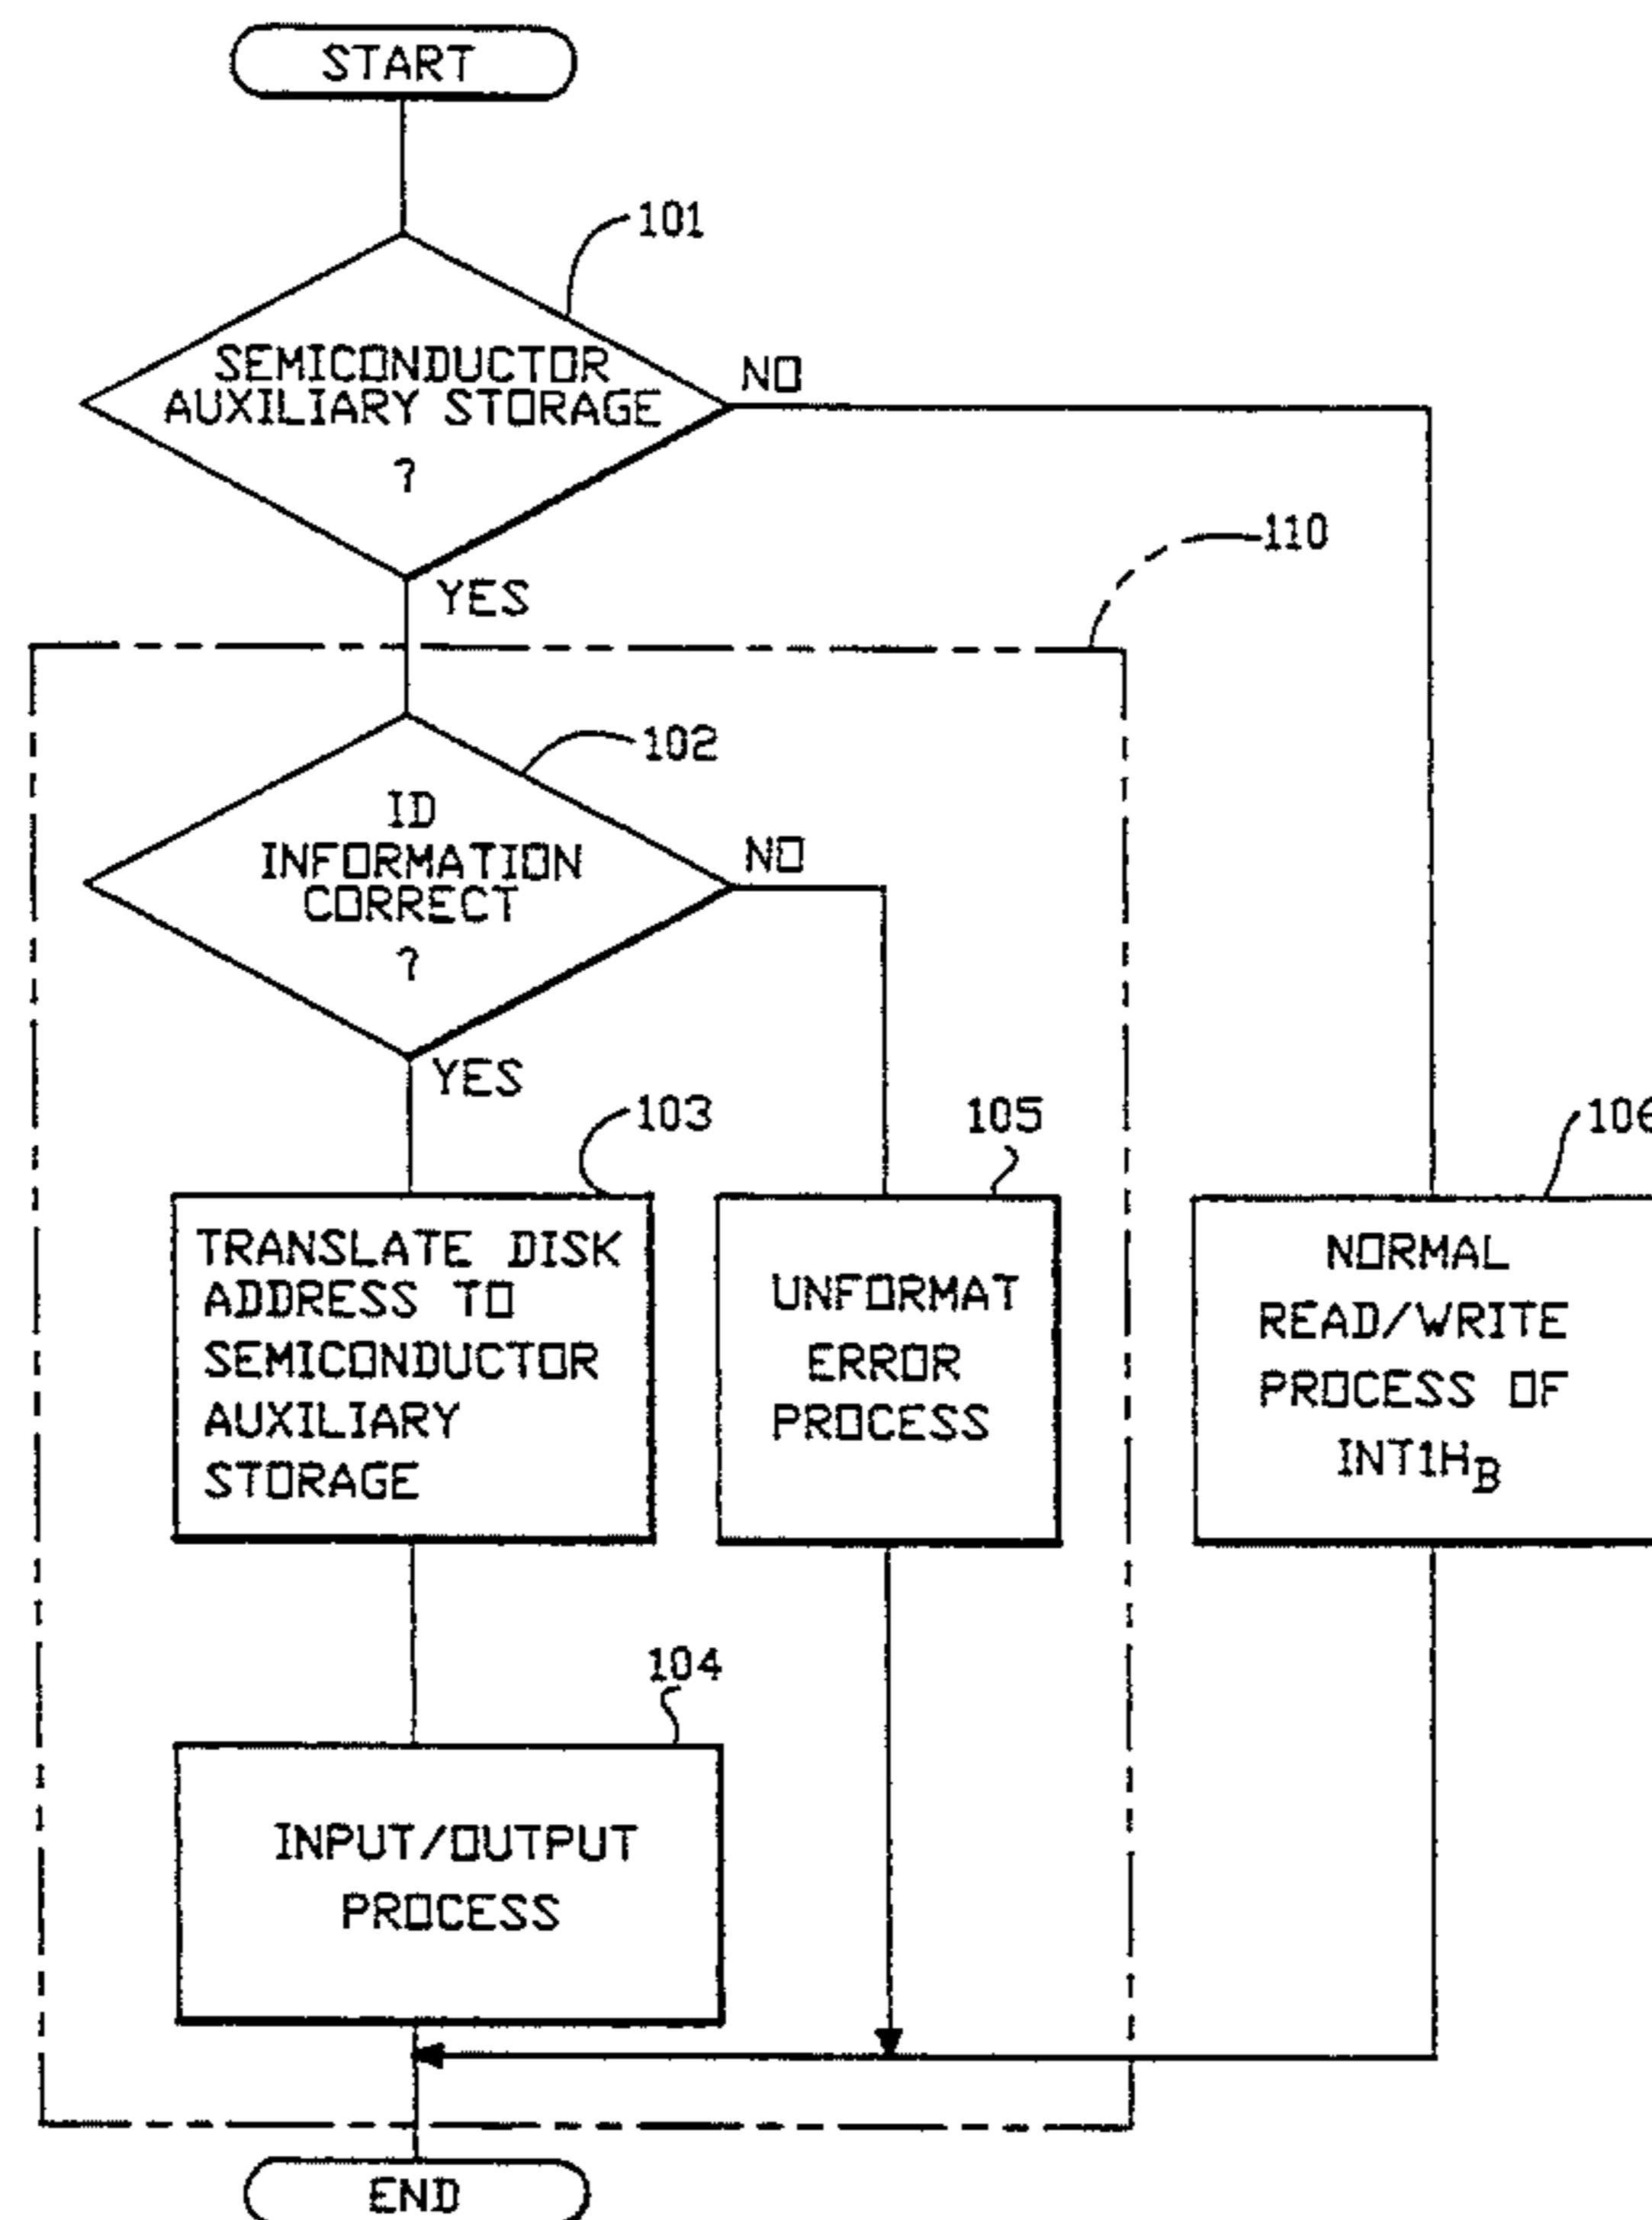 START
101
SEMICONDUCTOR
AUXILIARY STORAGE
?
NO
110
YES
102
ID
INFORMATION
CORRECT
?
NO
YES
103
105
106
TRANSLATE DISK
ADDRESS TO
SEMICONDUCTOR
AUXILIARY
STORAGE
UNFORMAT
ERROR
PROCESS
NORMAL
READ/WRITE
PROCESS OF
INT1HB
104
INPUT/OUTPUT
PROCESS
END